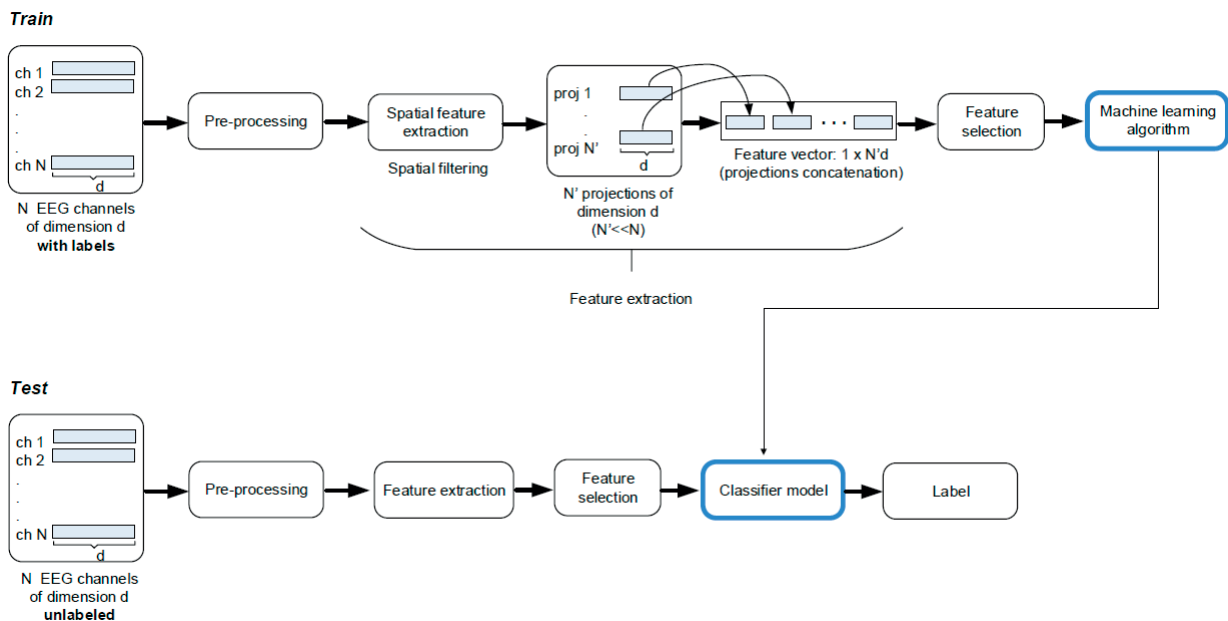 Train
ch 1
ch 2
.
.
.
ch N
d
N EEG channels
of dimension d
with labels
Pre-processing
Spatial feature
extraction
Spatial filtering
proj 1
.
.
proj N'
d
N' projections of
dimension d
(N'<<N)
...
Feature vector: 1 x N'd
(projections concatenation)
Feature
selection
Machine learning
algorithm
Feature extraction
Test
ch 1
ch 2
.
.
.
ch N
d
N EEG channels
of dimension d
unlabeled
Pre-processing
Feature extraction
Feature
selection
Classifier model
Label